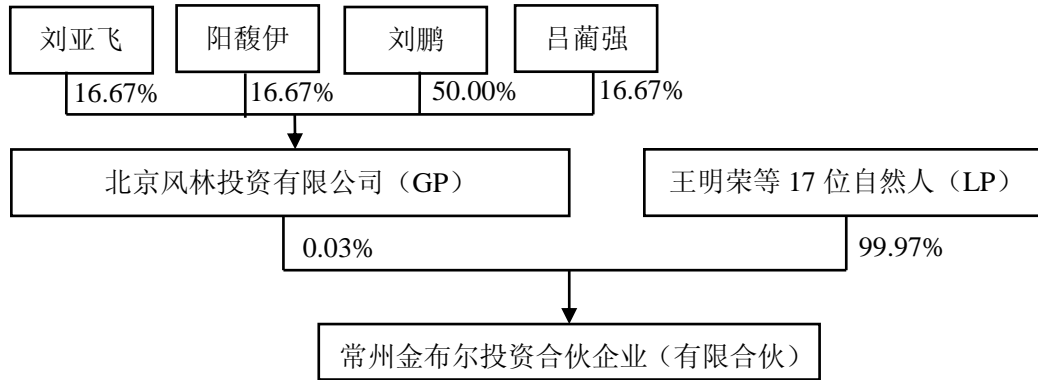 刘亚飞 阳馥伊 刘鹏 吕蔺强
16.67% 16.67% 50.00% 16.67%
北京风林投资有限公司（GP） 王明荣等 17 位自然人（LP）
0.03% 99.97%
常州金布尔投资合伙企业（有限合伙）